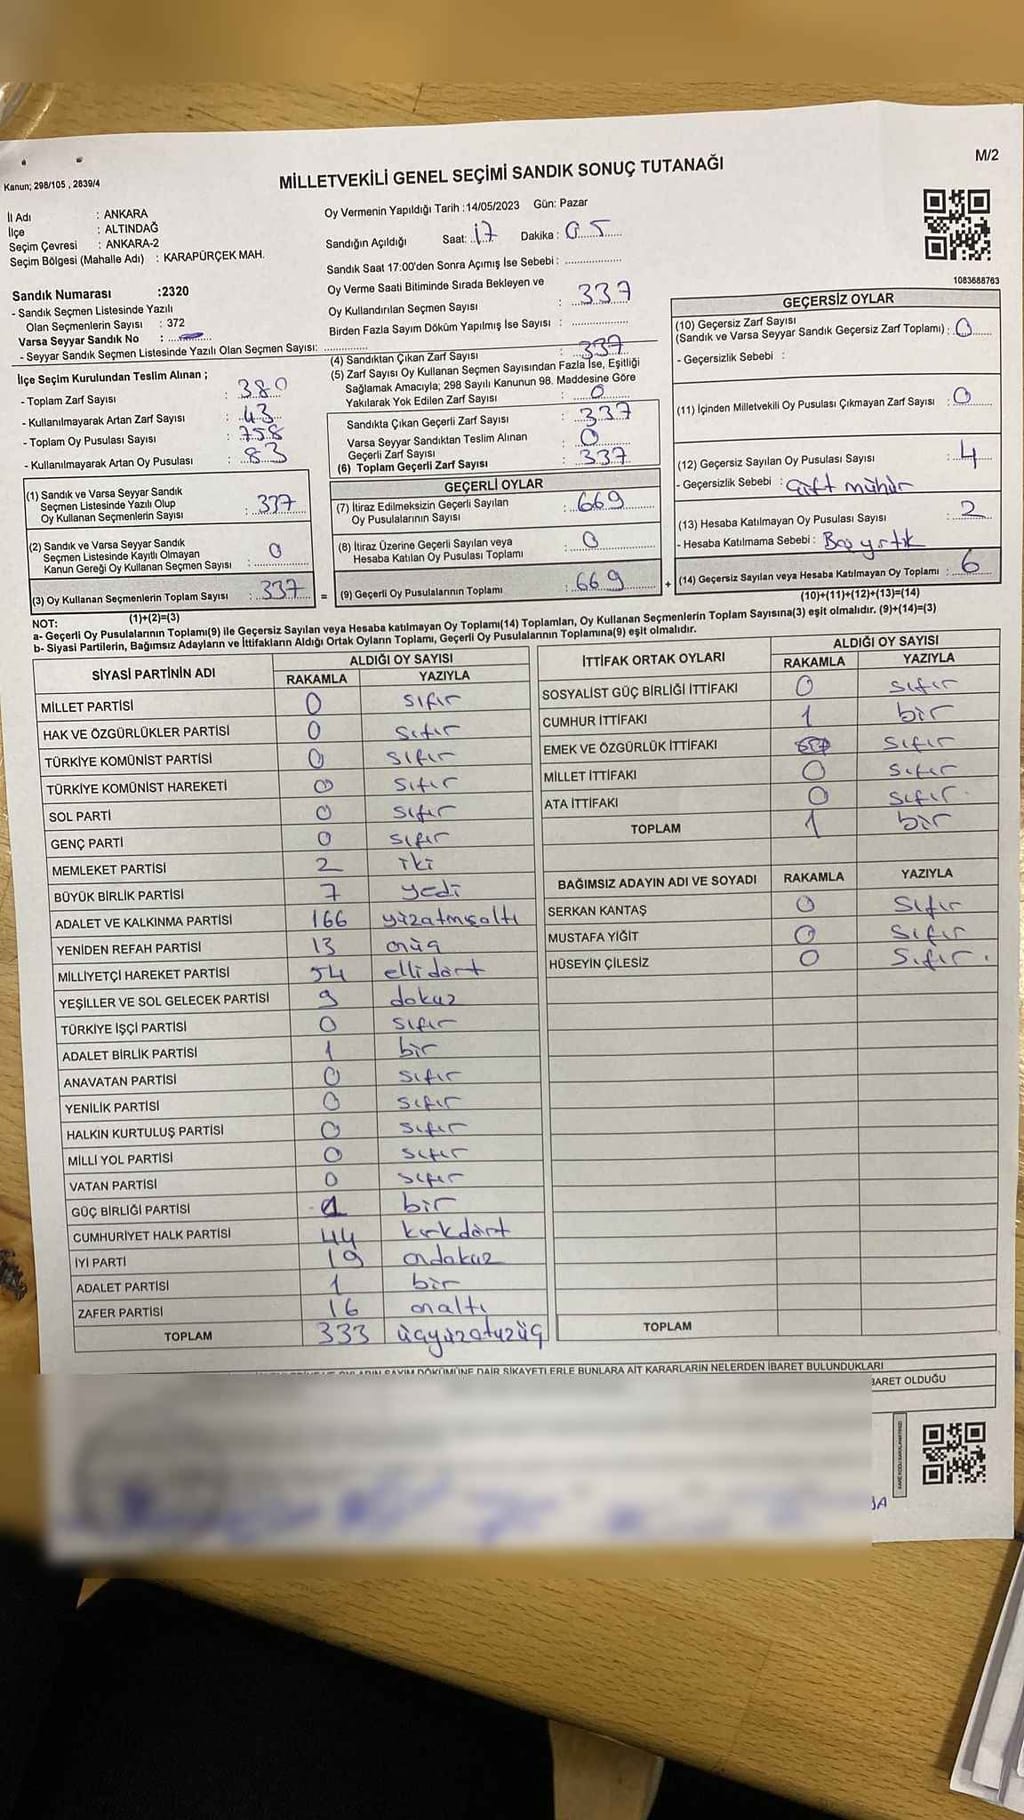 M/2
Kanun; 298/105 , 2839/4
MİLLETVEKİLİ GENEL SEÇİMİ SANDIK SONUÇ TUTANAĞI
İl Adı : ANKARA
İlçe : ALTINDAĞ
Seçim Çevresi : ANKARA-2
Seçim Bölgesi (Mahalle Adı) : KARAPÜRÇEK MAH.
Sandık Numarası :2320
- Sandık Seçmen Listesinde Yazılı
Olan Seçmenlerin Sayısı : 372
Varsa Seyyar Sandık No :
- Seyyar Sandık Seçmen Listesinde Yazılı Olan Seçmen Sayısı:
Oy Vermenin Yapıldığı Tarih :14/05/2023 Gün: Pazar
Sandığın Açıldığı Saat: 17 Dakika : 05
Sandık Saat 17:00'den Sonra Açımış İse Sebebi :
Oy Verme Saati Bitiminde Sırada Bekleyen ve
Oy Kullandırılan Seçmen Sayısı : 337
Birden Fazla Sayım Döküm Yapılmış İse Sayısı :
1083688763
İlçe Seçim Kurulundan Teslim Alınan ;
- Toplam Zarf Sayısı : 380
- Kullanılmayarak Artan Zarf Sayısı : 43
- Toplam Oy Pusulası Sayısı : 758
- Kullanılmayarak Artan Oy Pusulası : 83
(4) Sandıktan Çıkan Zarf Sayısı : 337
(5) Zarf Sayısı Oy Kullanan Seçmen Sayısından Fazla İse, Eşitliği
Sağlamak Amacıyla; 298 Sayılı Kanunun 98. Maddesine Göre
Yakılarak Yok Edilen Zarf Sayısı : 0
Sandıkta Çıkan Geçerli Zarf Sayısı : 337
Varsa Seyyar Sandıktan Teslim Alınan
Geçerli Zarf Sayısı : 0
(6) Toplam Geçerli Zarf Sayısı : 337
GEÇERSİZ OYLAR
(10) Geçersiz Zarf Sayısı
(Sandık ve Varsa Seyyar Sandık Geçersiz Zarf Toplamı) : 0
- Geçersizlik Sebebi :
(11) İçinden Milletvekili Oy Pusulası Çıkmayan Zarf Sayısı : 0
(12) Geçersiz Sayılan Oy Pusulası Sayısı : 4
- Geçersizlik Sebebi : Çift mühür
(13) Hesaba Katılmayan Oy Pusulası Sayısı : 2
- Hesaba Katılmama Sebebi :
(14) Geçersiz Sayılan veya Hesaba Katılmayan Oy Toplamı : 6
(10)+(11)+(12)+(13)=(14)
(1) Sandık ve Varsa Seyyar Sandık
Seçmen Listesinde Yazılı Olup
Oy Kullanan Seçmenlerin Sayısı : 337
(2) Sandık ve Varsa Seyyar Sandık
Seçmen Listesinde Kayıtlı Olmayan
Kanun Gereği Oy Kullanan Seçmen Sayısı : 0
(3) Oy Kullanan Seçmenlerin Toplam Sayısı : 337 =
(1)+(2)=(3)
GEÇERLİ OYLAR
(7) İtiraz Edilmeksizin Geçerli Sayılan
Oy Pusulalarının Sayısı : 669
(8) İtiraz Üzerine Geçerli Sayılan veya
Hesaba Katılan Oy Pusulası Toplamı : 0
(9) Geçerli Oy Pusulalarının Toplamı : 669 +
NOT:
a- Geçerli Oy Pusulalarının Toplamı(9) ile Geçersiz Sayılan veya Hesaba katılmayan Oy Toplamı(14) Toplamları, Oy Kullanan Seçmenlerin Toplam Sayısına(3) eşit olmalıdır. (9)+(14)=(3)
b- Siyasi Partilerin, Bağımsız Adayların ve İttifakların Aldığı Ortak Oyların Toplamı, Geçerli Oy Pusulalarının Toplamına(9) eşit olmalıdır.
SİYASİ PARTİNİN ADI ALDIĞI OY SAYISI
RAKAMLA YAZIYLA
MİLLET PARTİSİ 0 sıfır
HAK VE ÖZGÜRLÜKLER PARTİSİ 0 sıfır
TÜRKİYE KOMÜNİST PARTİSİ 0 sıfır
TÜRKİYE KOMÜNİST HAREKETİ 0 sıfır
SOL PARTİ 0 sıfır
GENÇ PARTİ 0 sıfır
MEMLEKET PARTİSİ 2 iki
BÜYÜK BİRLİK PARTİSİ 7 yedi
ADALET VE KALKINMA PARTİSİ 166 yüzatmışaltı
YENİDEN REFAH PARTİSİ 13 onüç
MİLLİYETÇİ HAREKET PARTİSİ 54 ellidört
YEŞİLLER VE SOL GELECEK PARTİSİ 9 dokuz
TÜRKİYE İŞÇİ PARTİSİ 0 sıfır
ADALET BİRLİK PARTİSİ 1 bir
ANAVATAN PARTİSİ 0 sıfır
YENİLİK PARTİSİ 0 sıfır
HALKIN KURTULUŞ PARTİSİ 0 sıfır
MİLLİ YOL PARTİSİ 0 sıfır
VATAN PARTİSİ 0 sıfır
GÜÇ BİRLİĞİ PARTİSİ 1 bir
CUMHURİYET HALK PARTİSİ 44 kırkdört
İYİ PARTİ 19 ondokuz
ADALET PARTİSİ 1 bir
ZAFER PARTİSİ 16 onaltı
TOPLAM 333 üçyüzotuzüç
İTTİFAK ORTAK OYLARI ALDIĞI OY SAYISI
RAKAMLA YAZIYLA
SOSYALİST GÜÇ BİRLİĞİ İTTİFAKI 0 sıfır
CUMHUR İTTİFAKI 1 bir
EMEK VE ÖZGÜRLÜK İTTİFAKI sıfır
MİLLET İTTİFAKI 0 sıfır
ATA İTTİFAKI 0 sıfır
TOPLAM 1 bir
BAĞIMSIZ ADAYIN ADI VE SOYADI RAKAMLA YAZIYLA
SERKAN KANTAŞ 0 sıfır
MUSTAFA YİĞİT 0 sıfır
HÜSEYİN ÇİLESİZ 0 sıfır
TOPLAM
SAYIM DÖKÜMÜNE DAİR ŞİKAYETLERLE BUNLARA AİT KARARLARIN NELERDEN İBARET BULUNDUKLARI
OLDUĞU